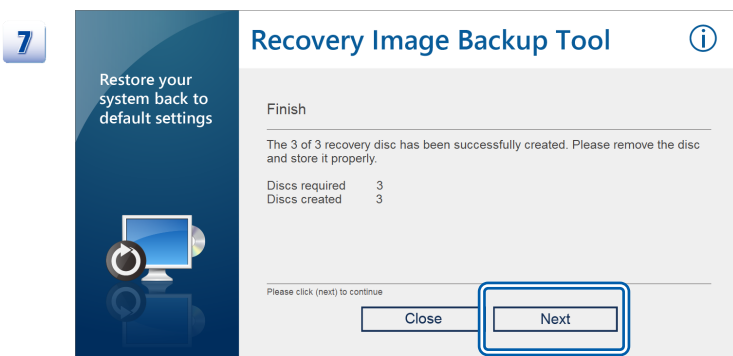 7
Recovery Image Backup Tool
i
Restore your
system back to
default settings
Finish
The 3 of 3 recovery disc has been successfully created. Please remove the disc
and store it properly.
Discs required 3
Discs created 3
Please click (next) to continue
Close Next